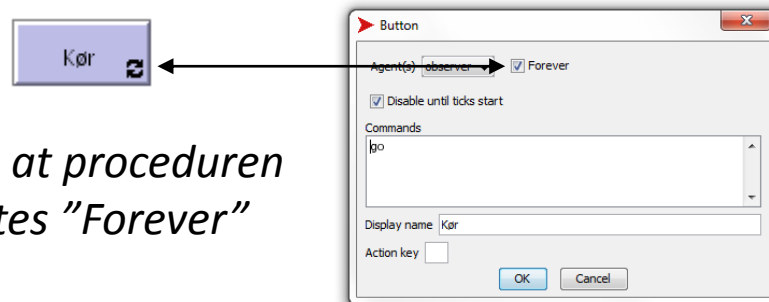 Kør
Button
Agent(s) observer Forever
Disable until ticks start
Commands
go
at proceduren
tes ”Forever”
Display name Kør
Action key
OK Cancel